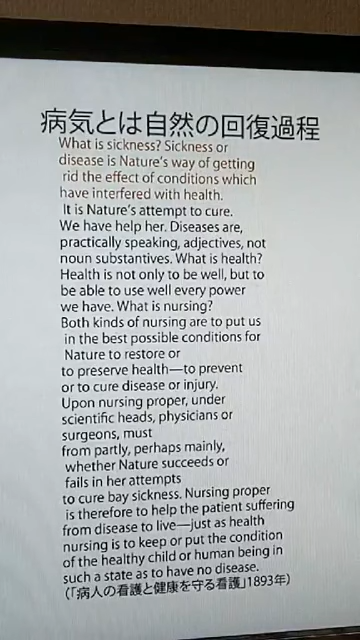 病気とは自然の回復過程
What is sickness? Sickness or
disease is Nature's way of getting
rid the effect of conditions which
have interfered with health.
It is Nature's attempt to cure.
We have help her. Diseases are,
practically speaking, adjectives, not
noun substantives. What is health?
Health is not only to be well, but to
be able to use well every power
we have. What is nursing?
Both kinds of nursing are to put us
in the best possible conditions for
Nature to restore or
to preserve health—to prevent
or to cure disease or injury.
Upon nursing proper, under
scientific heads, physicians or
surgeons, must
from partly, perhaps mainly,
whether Nature succeeds or
fails in her attempts
to cure bay sickness. Nursing proper
is therefore to help the patient suffering
from disease to live—just as health
nursing is to keep or put the condition
of the healthy child or human being in
such a state as to have no disease.
(「病人の看護と健康を守る看護」1893年)